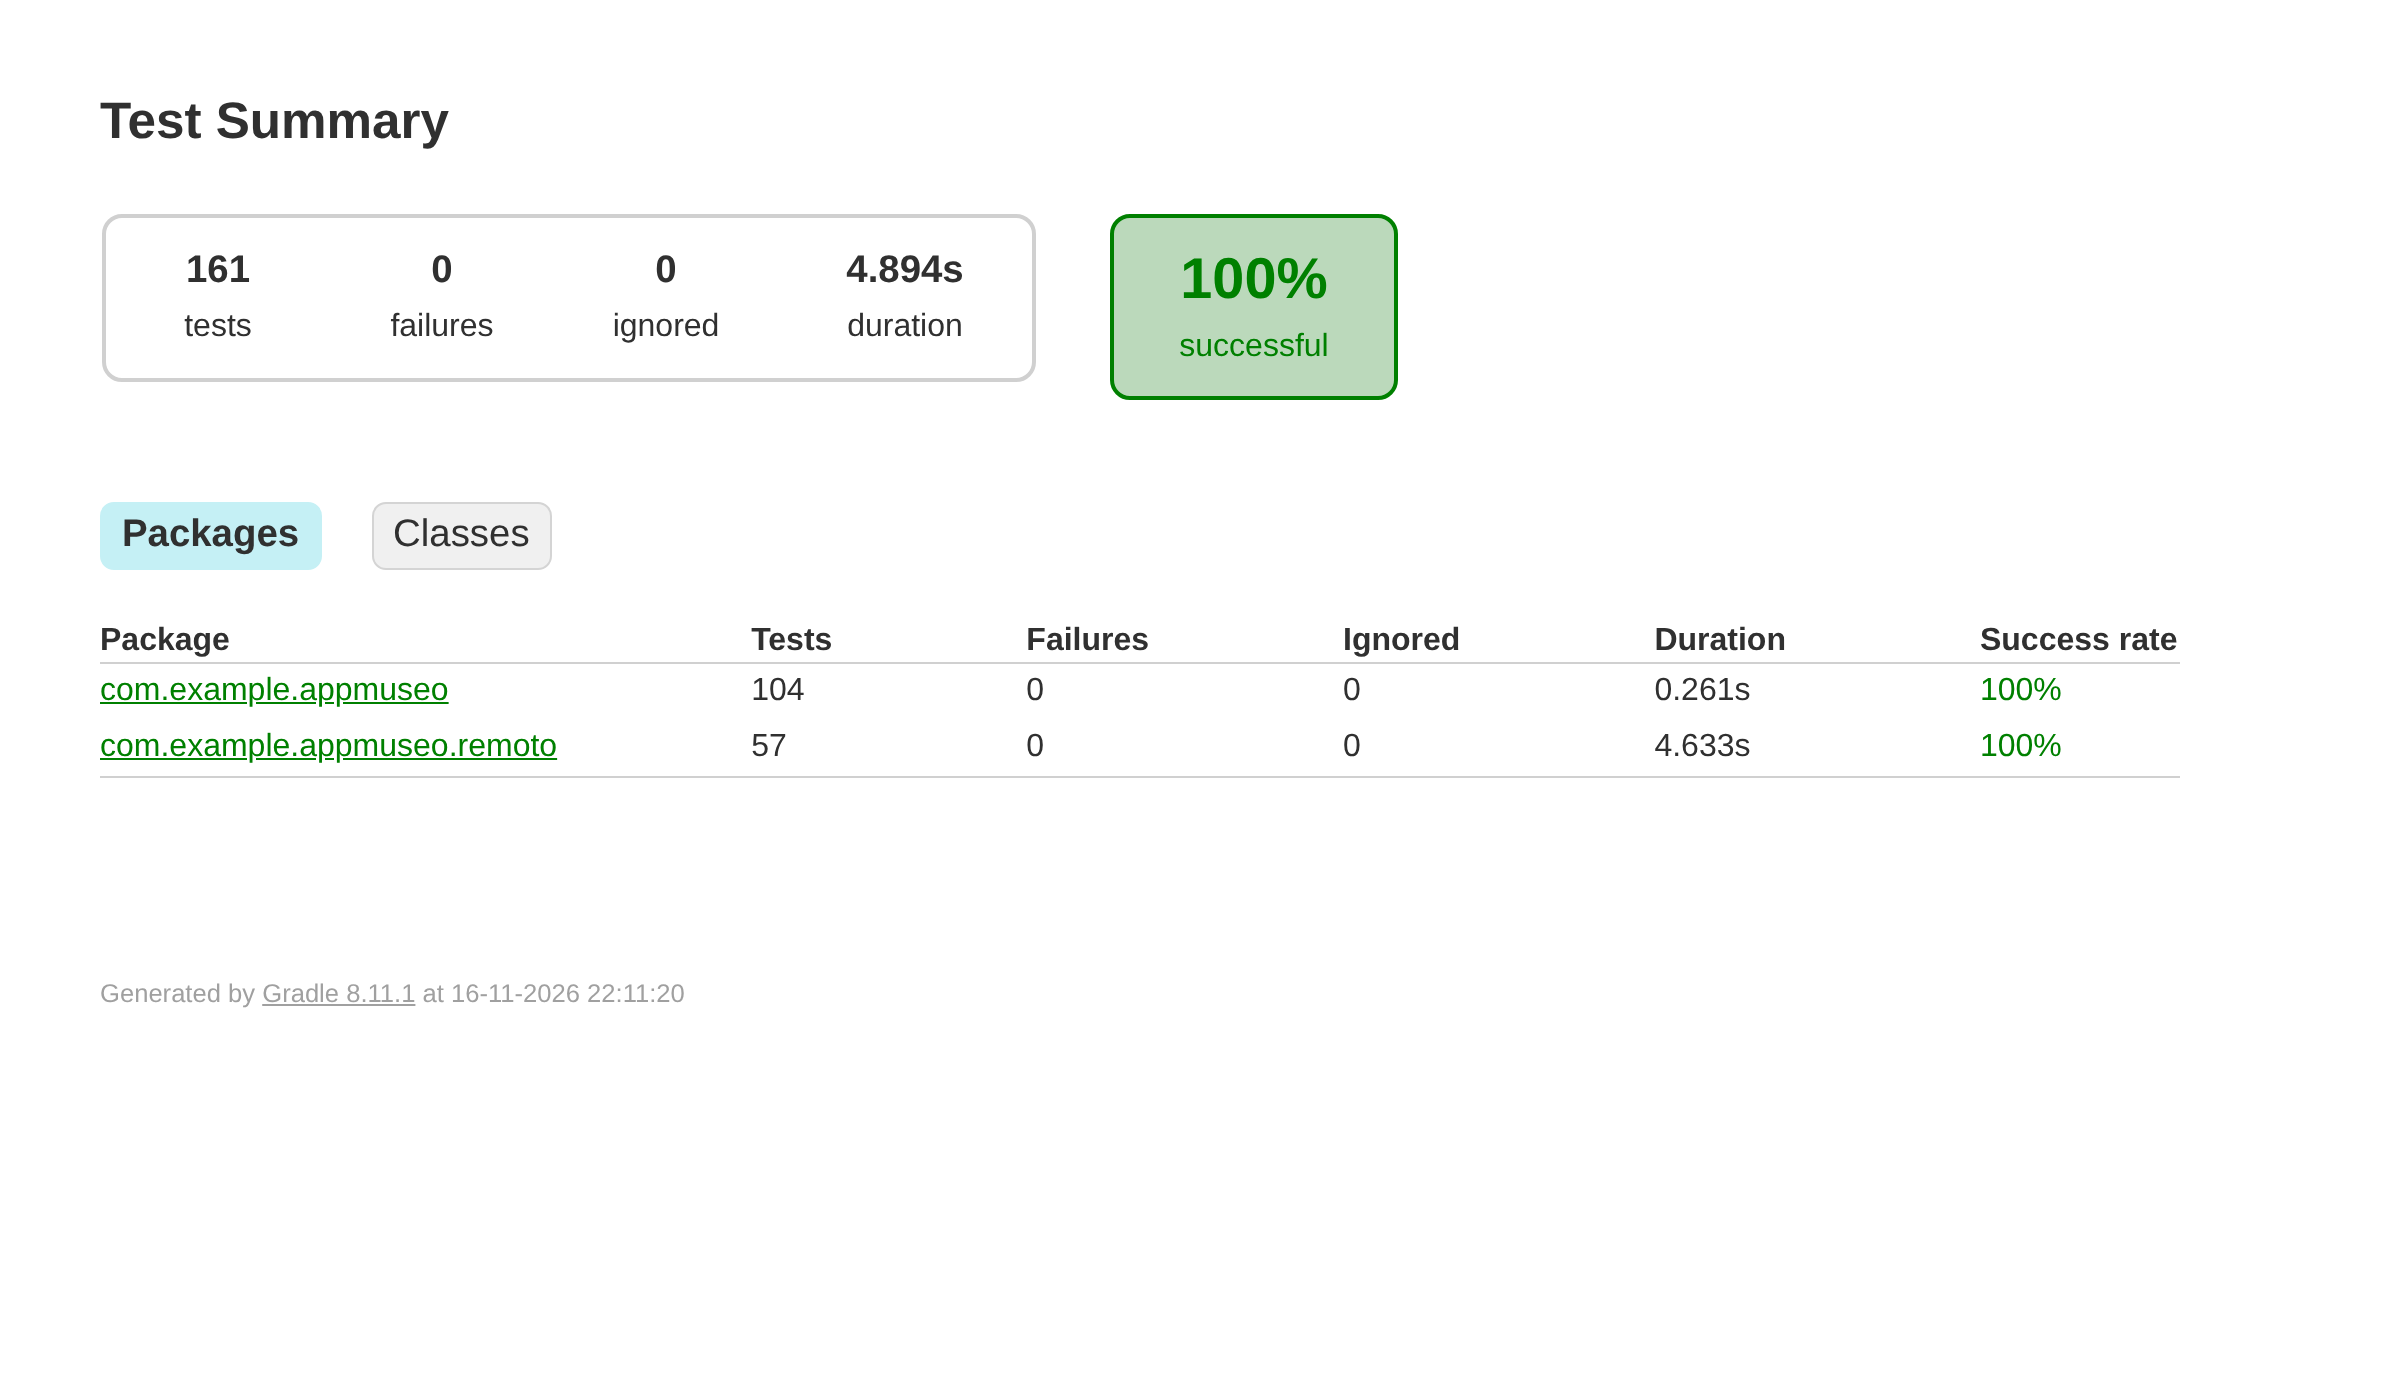 Test Summary
161 0 0 4.894s
tests failures ignored duration
100%
successful
Packages Classes
Package Tests Failures Ignored Duration Success rate
com.example.appmuseo 104 0 0 0.261s 100%
com.example.appmuseo.remoto 57 0 0 4.633s 100%
Generated by Gradle 8.11.1 at 16-11-2026 22:11:20